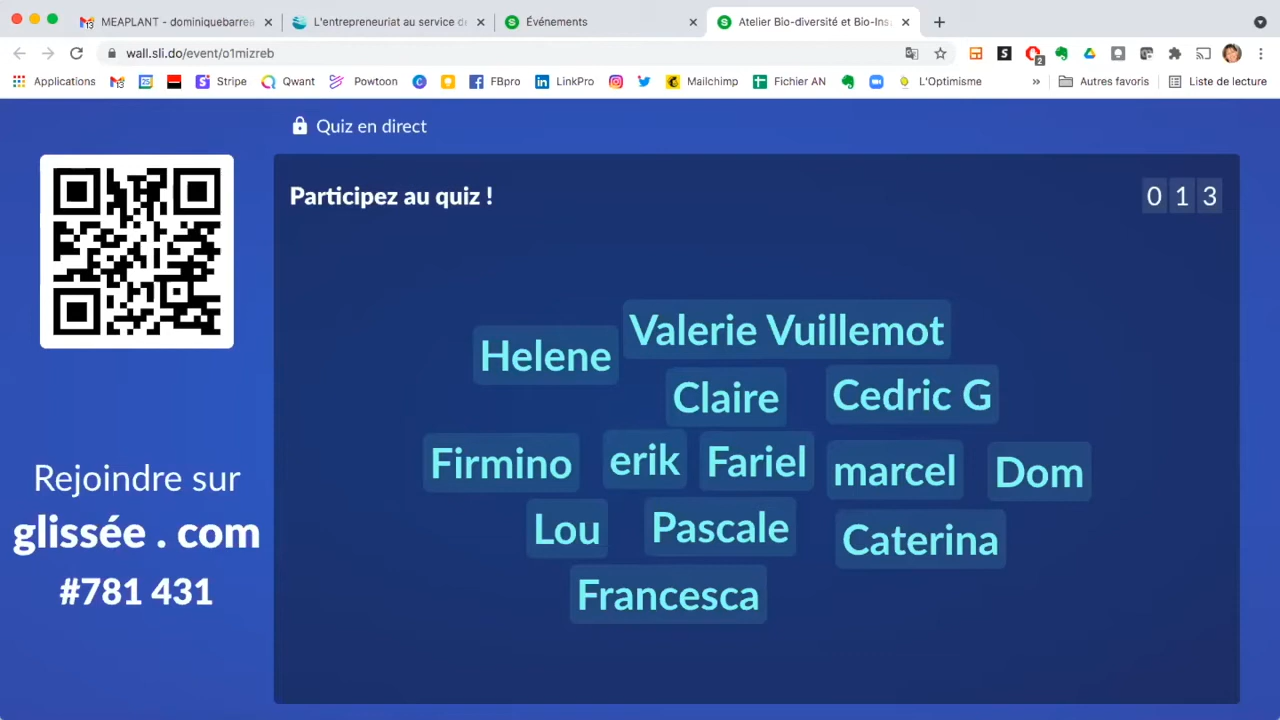 MEAPLANT - dominiquebarrea
L'entrepreneuriat au service de
Événements
Atelier Bio-diversité et Bio-Ins
wall.sli.do/event/o1mizreb
Applications
Stripe
Qwant
Powtoon
FBpro
LinkPro
Mailchimp
Fichier AN
L'Optimisme
»
Autres favoris
Liste de lecture
Quiz en direct
Participez au quiz !
0 1 3
Valerie Vuillemot
Helene
Claire
Cedric G
Firmino
erik
Fariel
marcel
Dom
Lou
Pascale
Caterina
Francesca
Rejoindre sur
glissée . com
#781 431